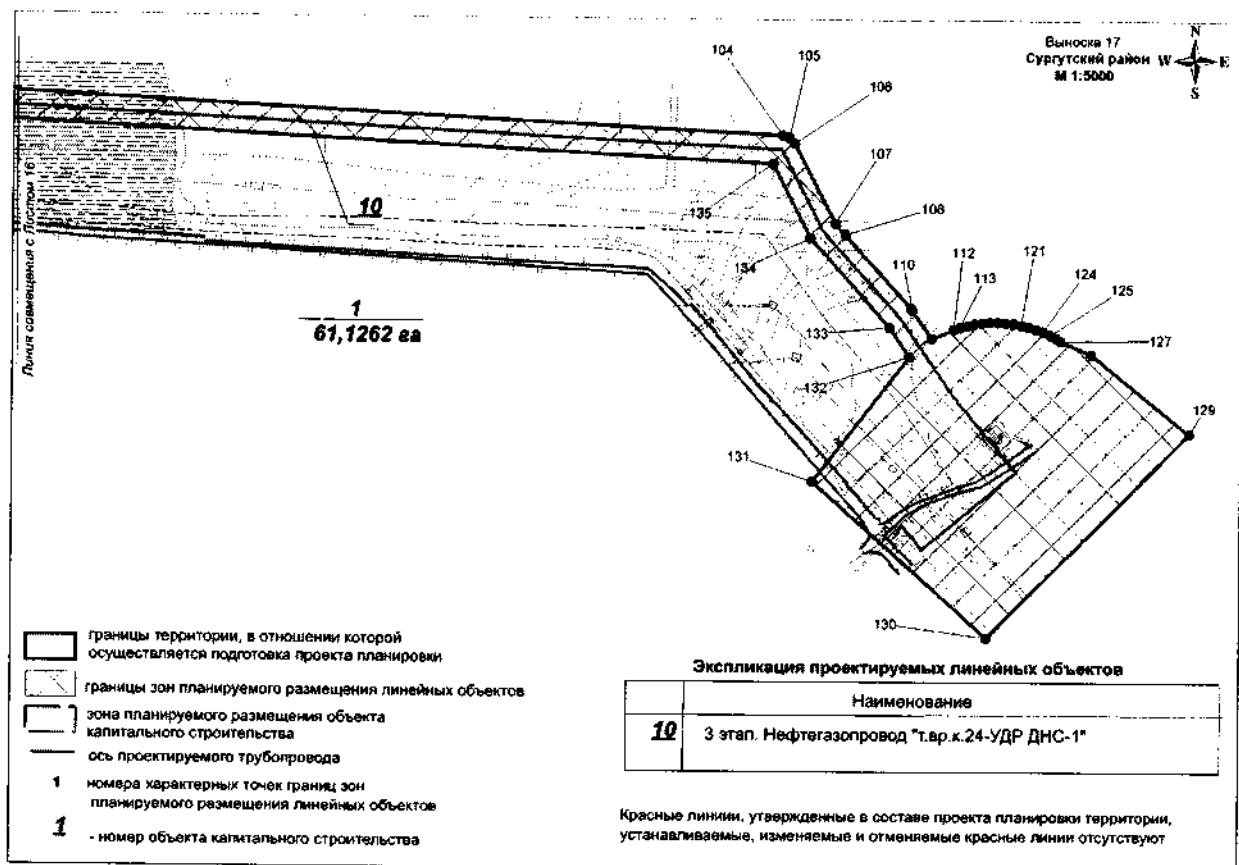 Выноска 17
Сургутский район
М 1:5000
N
W
E
S
104
105
106
107
108
135
134
110
112
113
121
124
125
127
133
132
129
131
130
10
1
61,1262 га
Линия совмещения с Листом 16
границы территории, в отношении которой
осуществляется подготовка проекта планировки
границы зон планируемого размещения линейных объектов
зона планируемого размещения объекта
капитального строительства
ось проектируемого трубопровода
1 номера характерных точек границ зон
планируемого размещения линейных объектов
1 - номер объекта капитального строительства
Экспликация проектируемых линейных объектов
Наименование
10 3 этап. Нефтегазопровод "т.вр.к.24-УДР ДНС-1"
Красные линиии, утвержденные в составе проекта планировки территории,
устанавливаемые, изменяемые и отменяемые красные линии отсутствуют